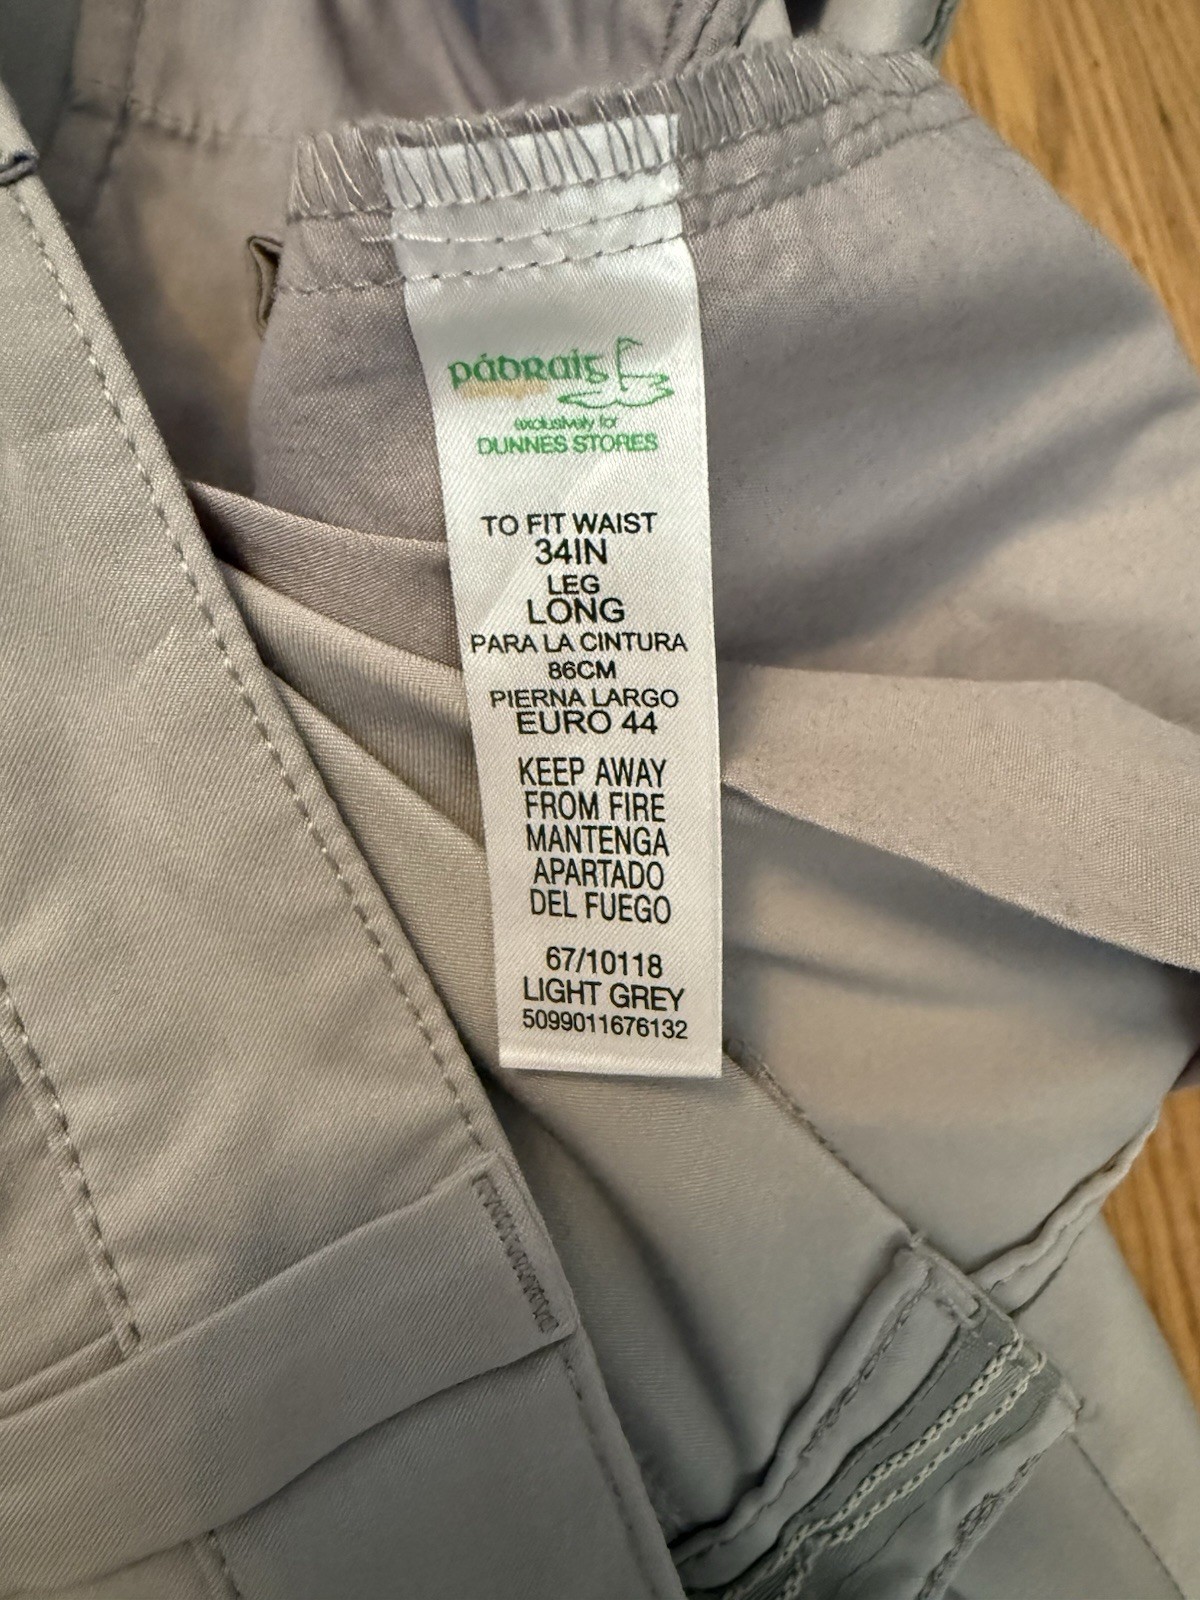 pádraig
exclusively for
DUNNES STORES
TO FIT WAIST
34IN
LEG
LONG
PARA LA CINTURA
86CM
PIERNA LARGO
EURO 44
KEEP AWAY
FROM FIRE
MANTENGA
APARTADO
DEL FUEGO
67/10118
LIGHT GREY
5099011676132